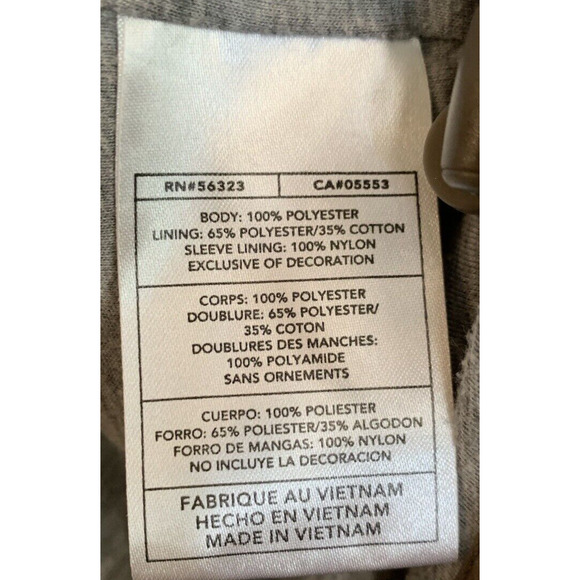 RN#56323 CA#05553
BODY: 100% POLYESTER
LINING: 65% POLYESTER/35% COTTON
SLEEVE LINING: 100% NYLON
EXCLUSIVE OF DECORATION
CORPS: 100% POLYESTER
DOUBLURE: 65% POLYESTER/
35% COTON
DOUBLURES DES MANCHES:
100% POLYAMIDE
SANS ORNEMENTS
CUERPO: 100% POLIESTER
FORRO: 65% POLIESTER/35% ALGODON
FORRO DE MANGAS: 100% NYLON
NO INCLUYE LA DECORACION
FABRIQUE AU VIETNAM
HECHO EN VIETNAM
MADE IN VIETNAM